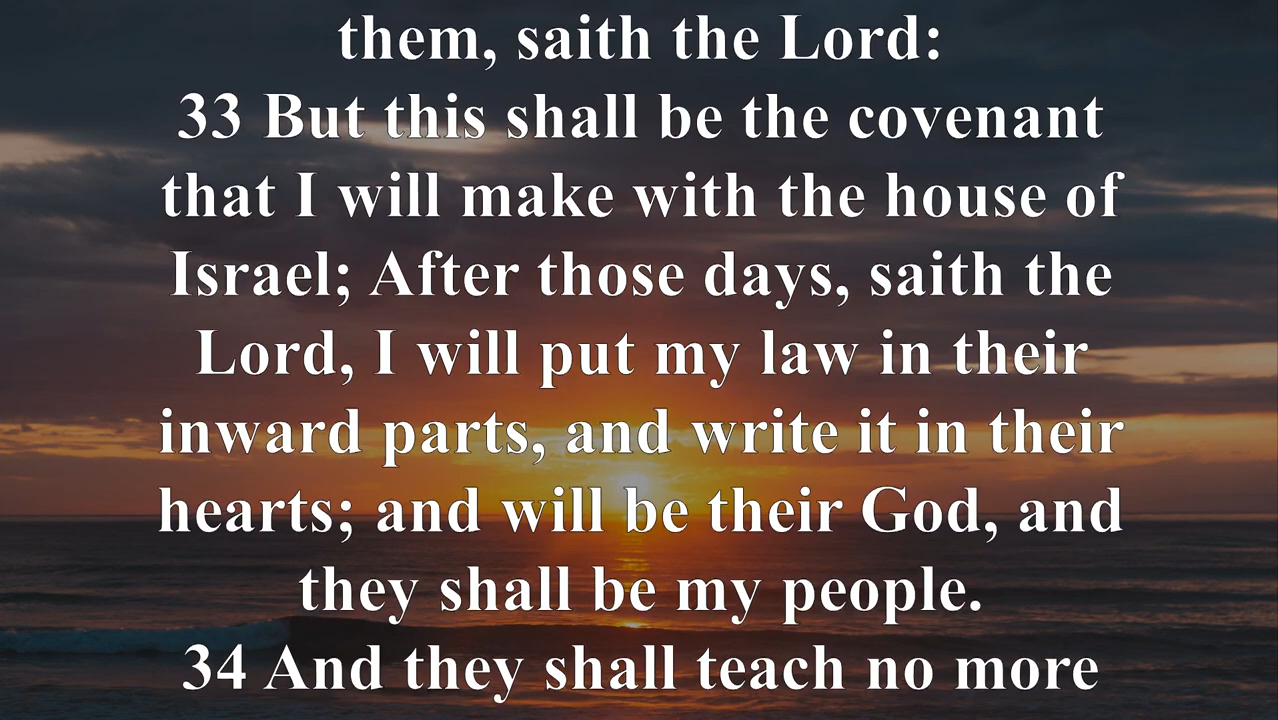 them, saith the Lord:
33 But this shall be the covenant
that I will make with the house of
Israel; After those days, saith the
Lord, I will put my law in their
inward parts, and write it in their
hearts; and will be their God, and
they shall be my people.
34 And they shall teach no more